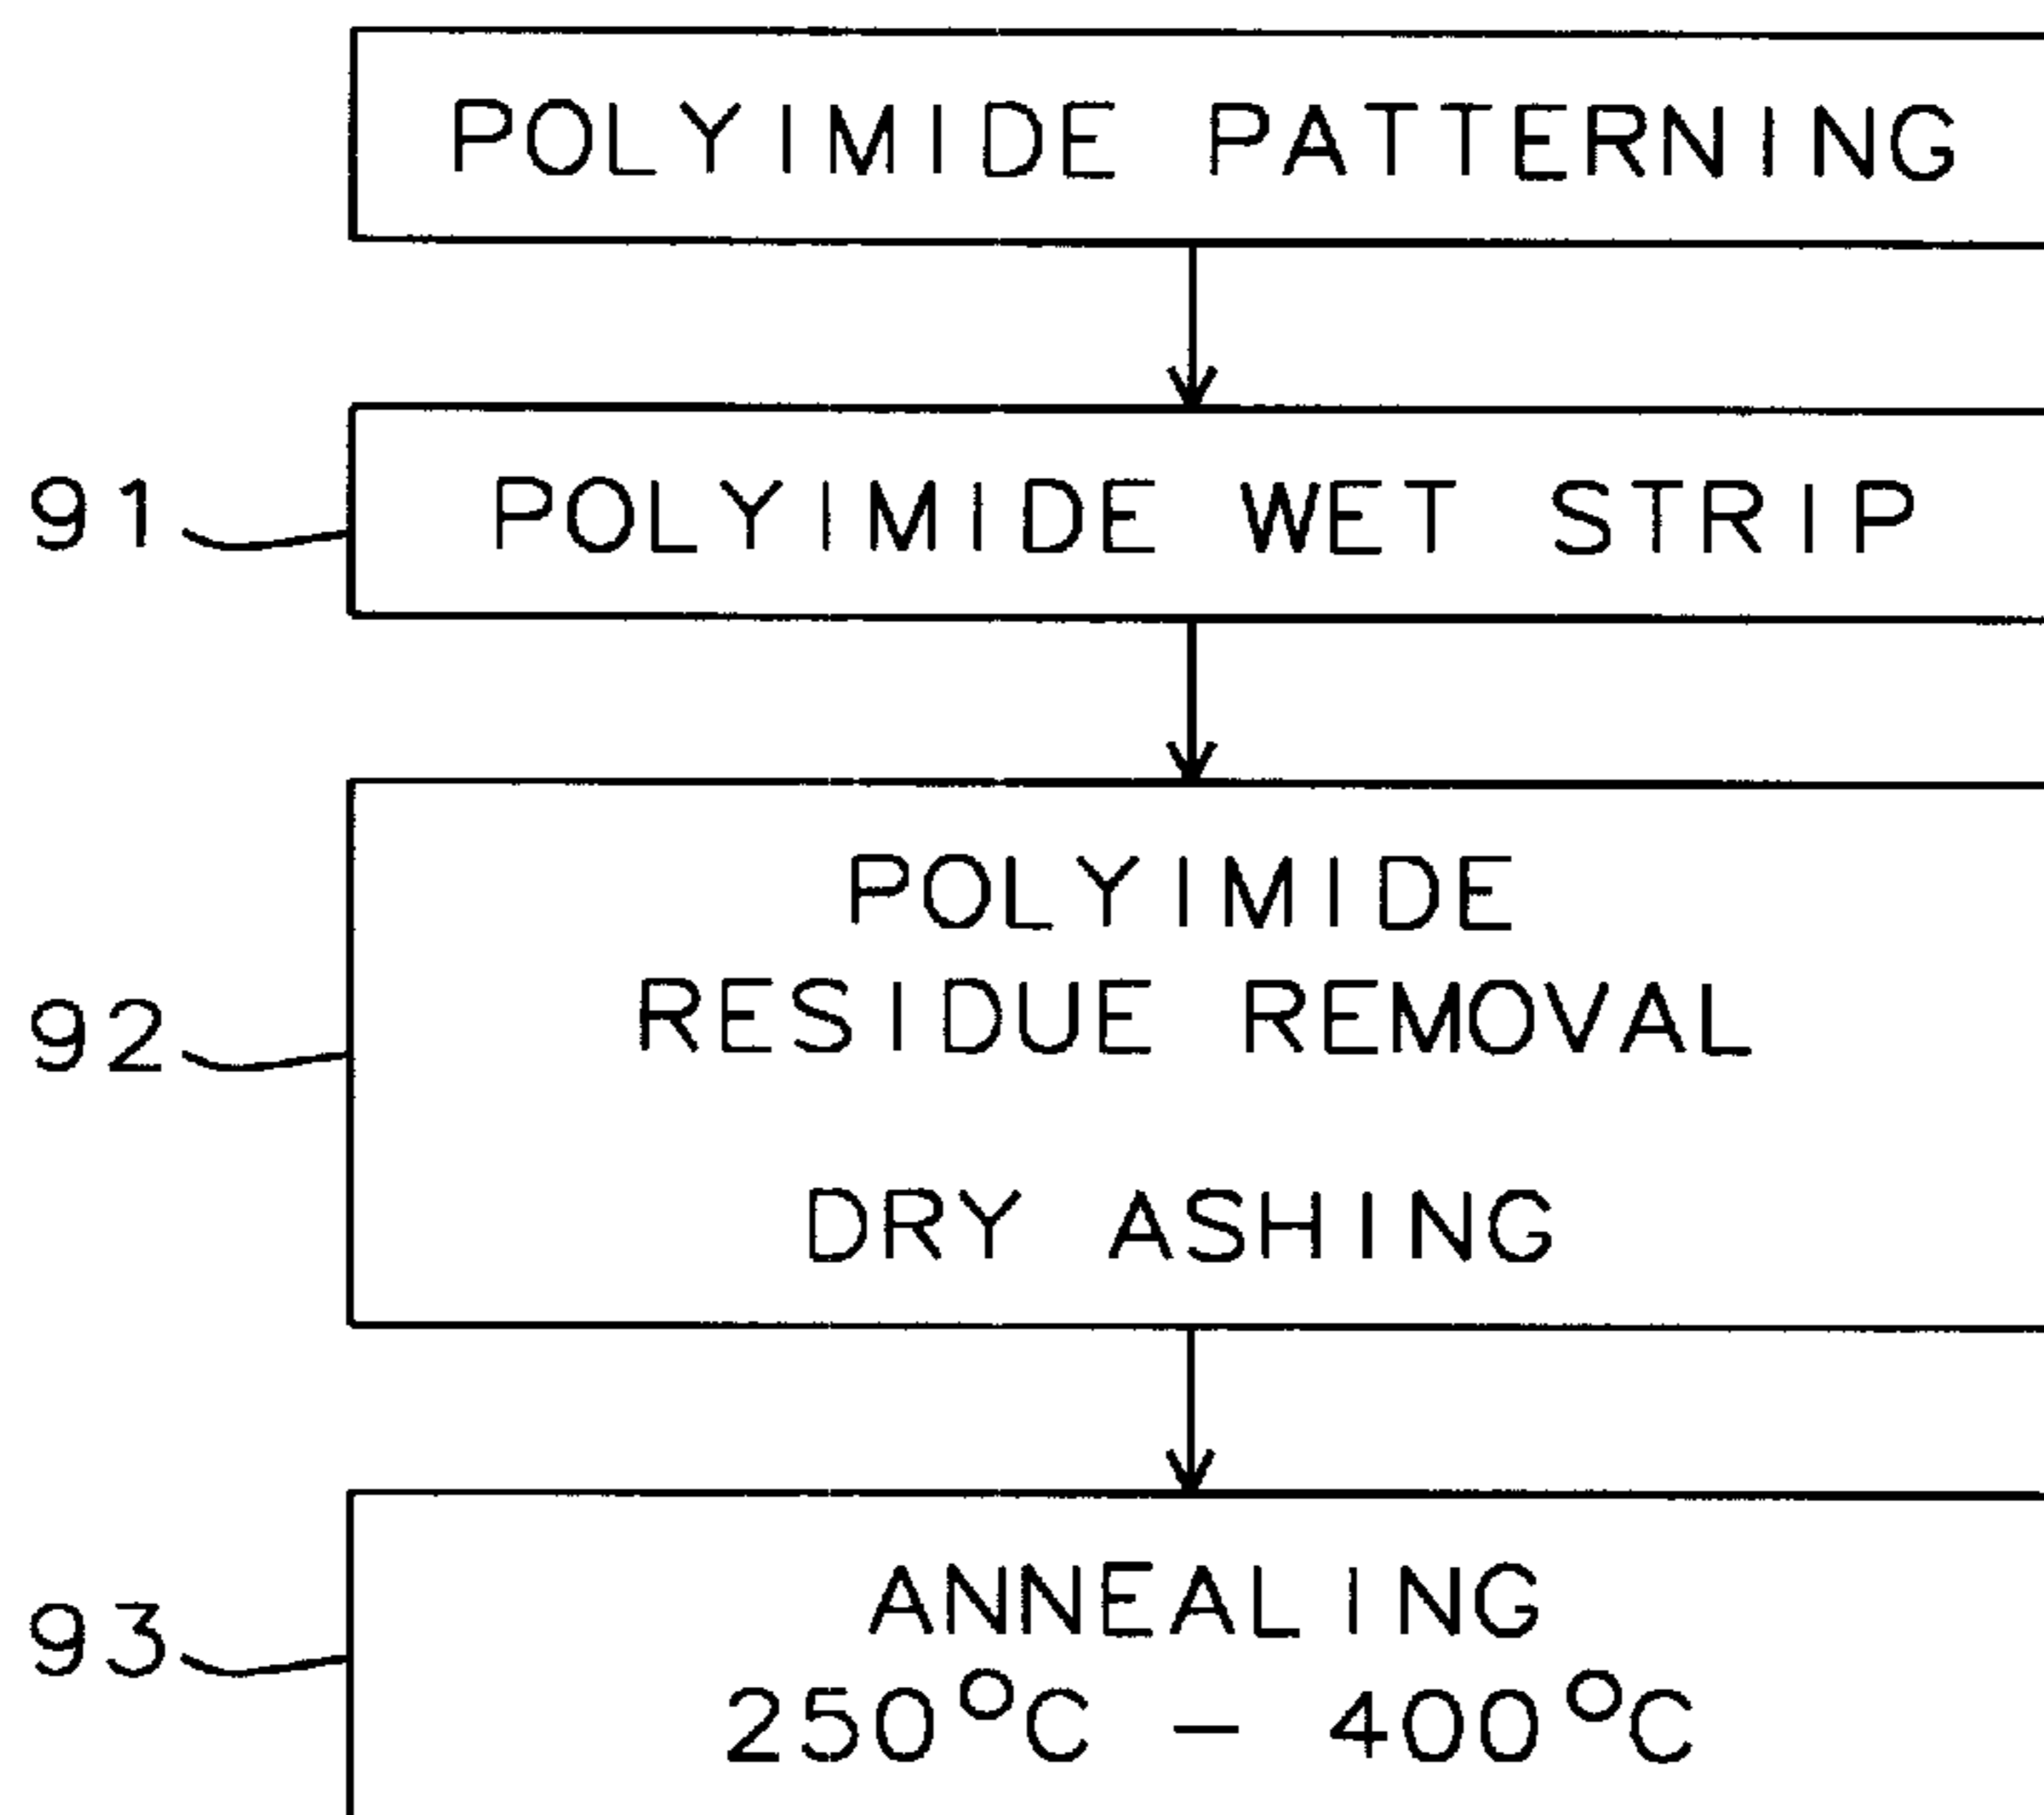 POLYIMIDE PATTERNING
91
POLYIMIDE WET STRIP
92
POLYIMIDE
RESIDUE REMOVAL
DRY ASHING
93
ANNEALING
250°C - 400°C